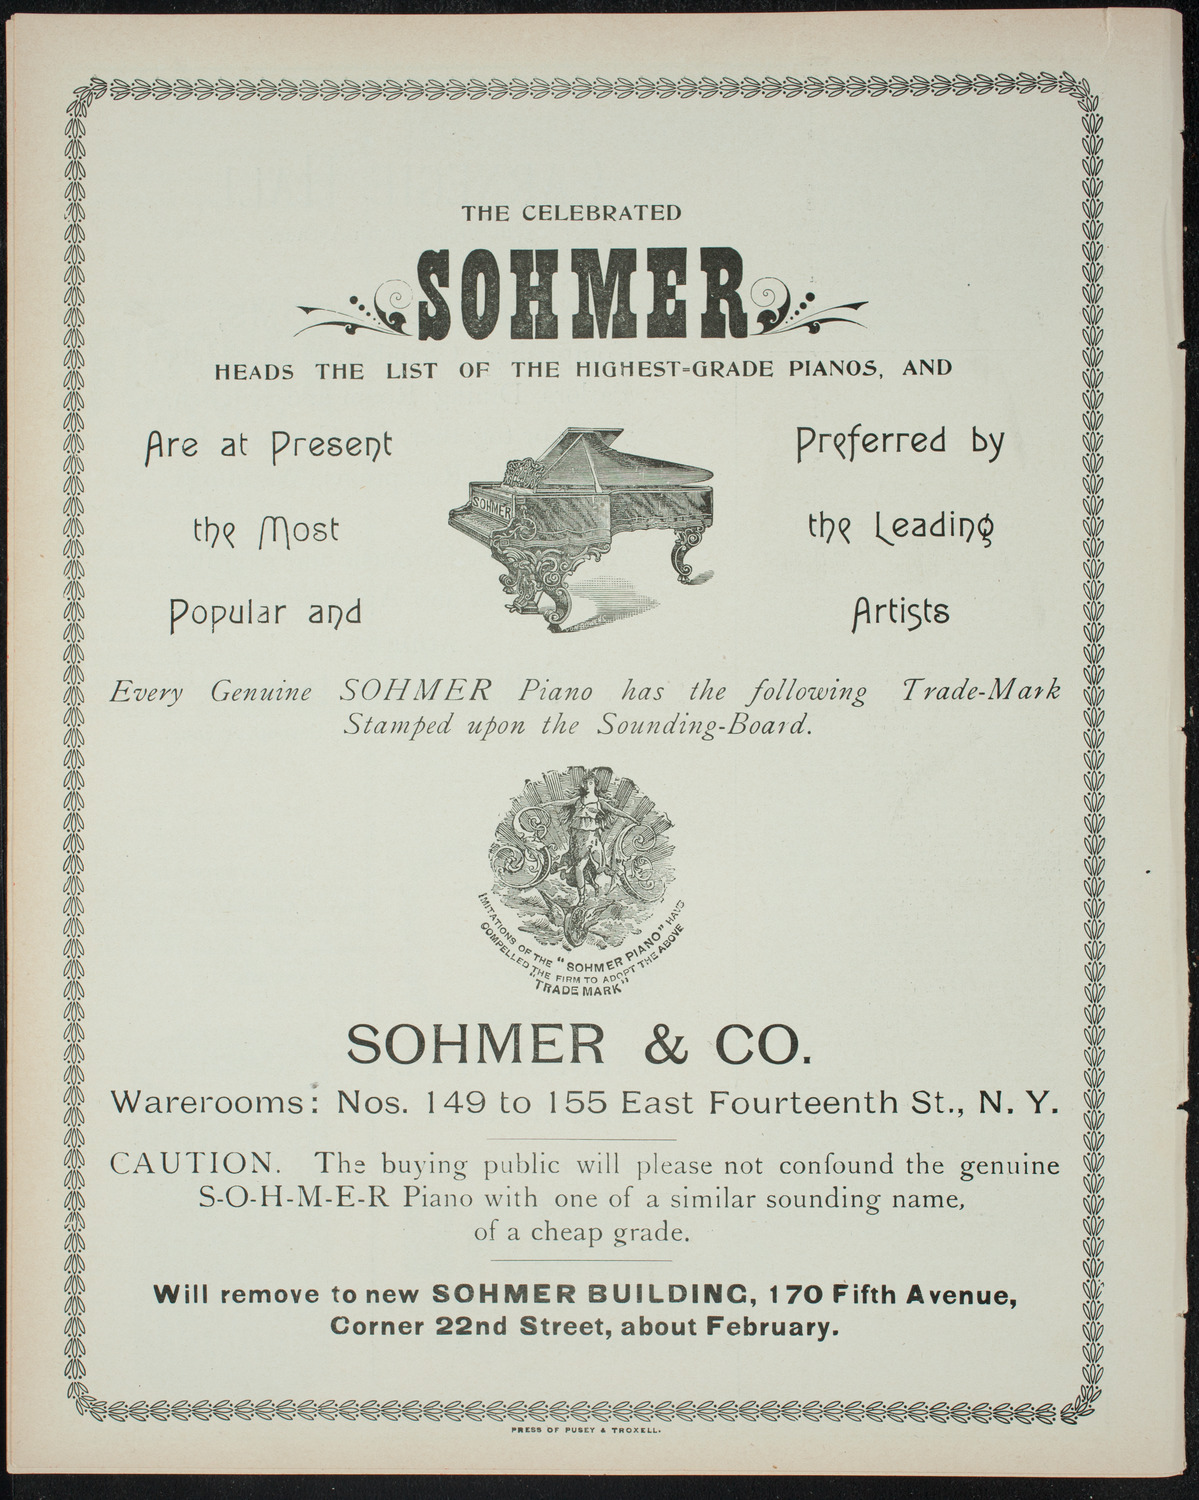 THE CELEBRATED
SOHMER
HEADS THE LIST OF THE HIGHEST-GRADE PIANOS, AND
Are at Present
the Most
Popular and
SOHMER
Preferred by
the Leading
Artists
Every Genuine SOHMER Piano has the following Trade-Mark
Stamped upon the Sounding-Board.
IMITATIONS OF THE "SOHMER PIANO" HAVE
COMPELLED THE FIRM TO ADOPT THE ABOVE
"TRADE MARK"
SOHMER & CO.
Warerooms: Nos. 149 to 155 East Fourteenth St., N. Y.
CAUTION. The buying public will please not confound the genuine
S-O-H-M-E-R Piano with one of a similar sounding name,
of a cheap grade.
Will remove to new SOHMER BUILDING, 170 Fifth Avenue,
Corner 22nd Street, about February.
PRESS OF PUSEY & TROXELL.